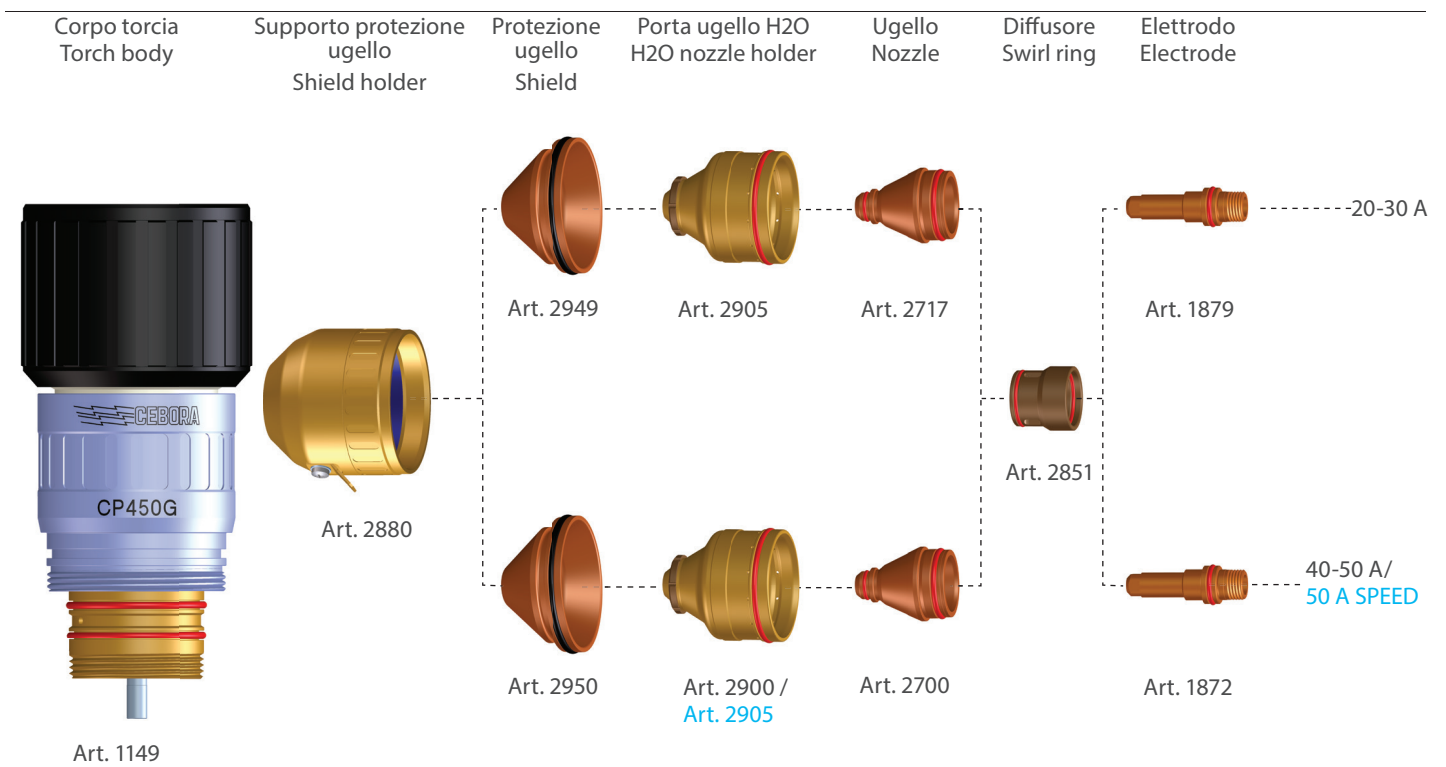 Corpo torcia
Torch body
Supporto protezione
ugello
Shield holder
Protezione
ugello
Shield
Porta ugello H2O
H2O nozzle holder
Ugello
Nozzle
Diffusore
Swirl ring
Elettrodo
Electrode
20-30 A
Art. 2949
Art. 2905
Art. 2717
Art. 1879
CEBORA
CP450G
Art. 2880
Art. 2851
40-50 A/
50 A SPEED
Art. 2950
Art. 2900 /
Art. 2905
Art. 2700
Art. 1872
Art. 1149